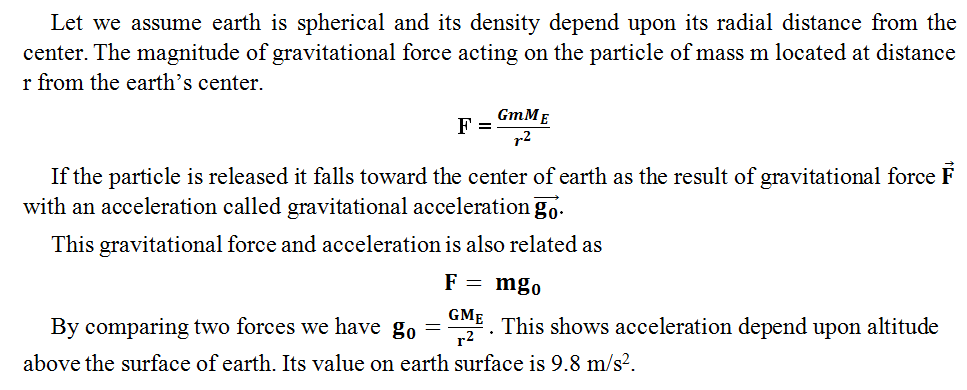 Let we assume earth is spherical and its density depend upon its radial distance from the
center. The magnitude of gravitational force acting on the particle of mass m located at distance
r from the earth’s center.
F = GmM_E / r²
If the particle is released it falls toward the center of earth as the result of gravitational force F⃗
with an acceleration called gravitational acceleration g₀⃗.
This gravitational force and acceleration is also related as
F = mg₀
By comparing two forces we have g₀ = GM_E / r² . This shows acceleration depend upon altitude
above the surface of earth. Its value on earth surface is 9.8 m/s².